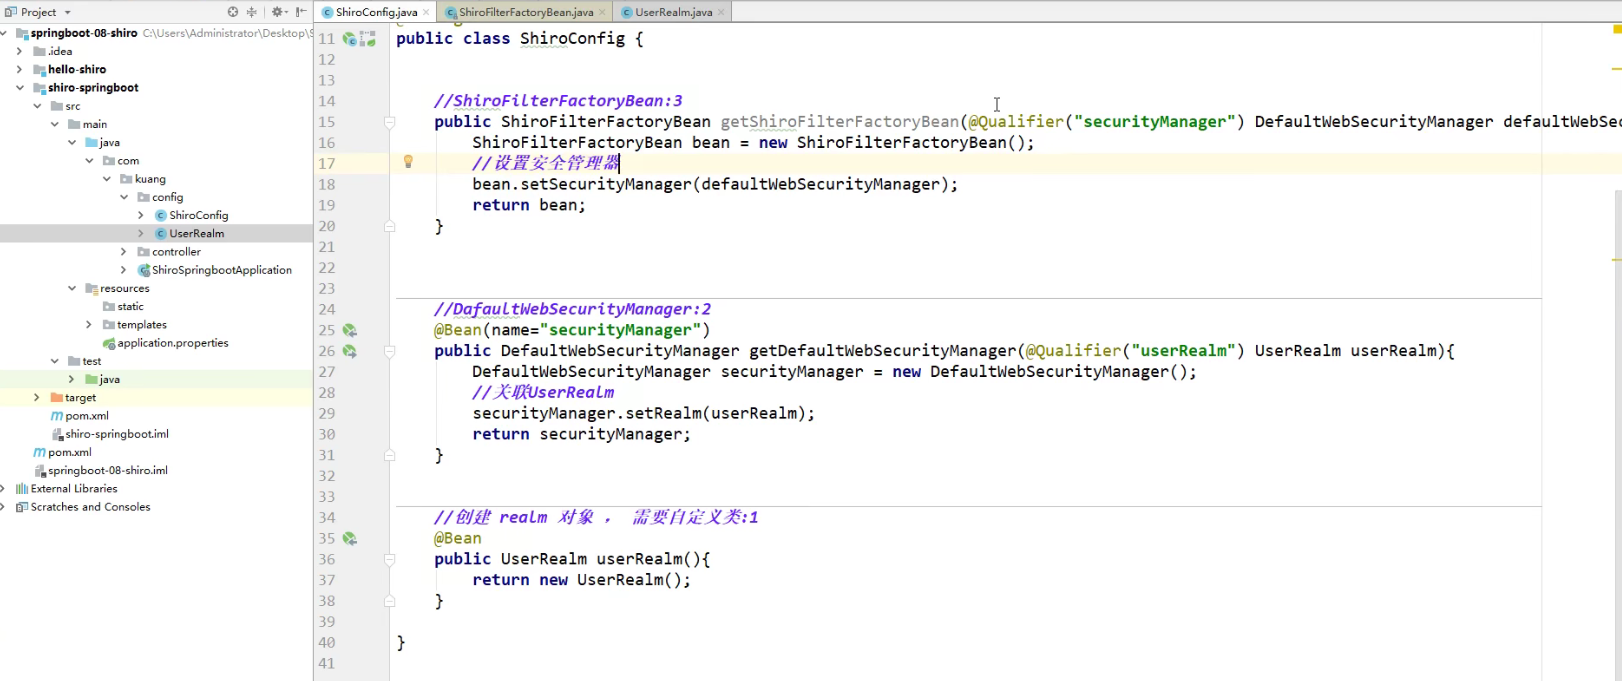 Project
springboot-08-shiro C:\Users\Administrator\Desktop\S
.idea
hello-shiro
shiro-springboot
src
main
java
com
kuang
config
ShiroConfig
UserRealm
controller
ShiroSpringbootApplication
resources
static
templates
application.properties
test
java
target
pom.xml
shiro-springboot.iml
pom.xml
springbot-08-shiro.iml
External Libraries
Scratches and Consoles
ShiroConfig.java ShiroFilterFactoryBean.java UserRealm.java
11 public class ShiroConfig {
12
13
14 //ShiroFilterFactoryBean:3
15 public ShiroFilterFactoryBean getShiroFilterFactoryBean(@Qualifier("securityManager") DefaultWebSecurityManager defaultWebSec
16 ShiroFilterFactoryBean bean = new ShiroFilterFactoryBean();
17 //设置安全管理器
18 bean.setSecurityManager(defaultWebSecurityManager);
19 return bean;
20 }
21
22
23
24 //DafaultWebSecurityManager:2
25 @Bean(name="securityManager")
26 public DefaultWebSecurityManager getDefaultWebSecurityManager(@Qualifier("userRealm") UserRealm userRealm){
27 DefaultWebSecurityManager securityManager = new DefaultWebSecurityManager();
28 //关联UserRealm
29 securityManager.setRealm(userRealm);
30 return securityManager;
31 }
32
33
34 //创建 realm 对象 ， 需要自定义类:1
35 @Bean
36 public UserRealm userRealm(){
37 return new UserRealm();
38 }
39
40 }
41